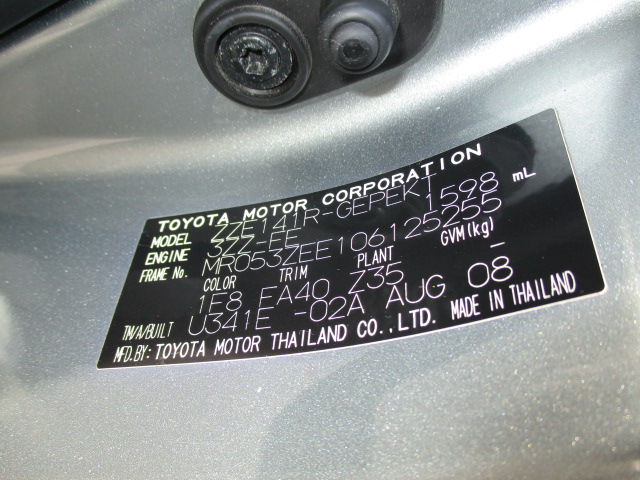 TOYOTA MOTOR CORPORATION
MODEL ZZE141R-GEPEKT
ENGINE 3ZZ-EE 1598 mL
FRAME No. MR053ZEE106125255
COLOR TRIM PLANT GVM(kg)
1E8 EA40 Z35 -
TM/A/BUILT U341E -02A AUG 08
MFD.BY: TOYOTA MOTOR THAILAND CO.,LTD. MADE IN THAILAND